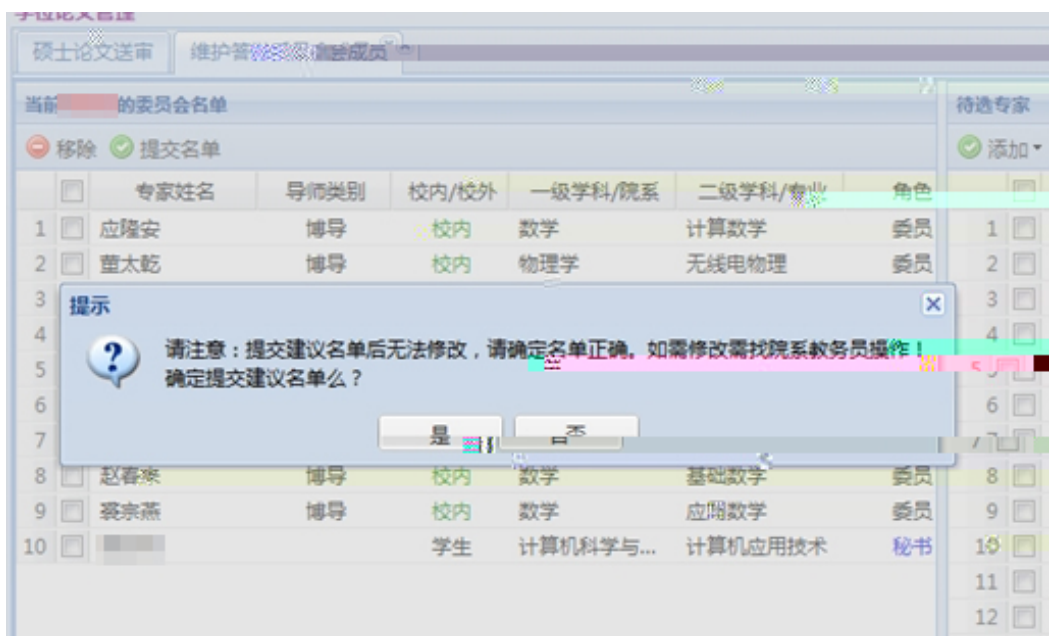 学位论文管理
硕士论文送审
当前 的委员会名单
待选专家
移除 提交名单
添加
专家姓名 导师类别 校内/校外 一级学科/院系 二级学科/专业 角色
1 应隆安 博导 校内 数学 计算数学 委员 1
2 董太乾 博导 校内 物理学 无线电物理 委员 2
3 3
提示
4 4
请注意：提交建议名单后无法修改，请确定名单正确。如需修改需找院系教务员操作！
确定提交建议名单么？
5 5
6 6
是 否
7 7
8 赵春来 博导 校内 数学 基础数学 委员 8
9 裘宗燕 博导 校内 数学 应用数学 委员 9
10 学生 计算机科学与... 计算机应用技术 秘书 10
11
12